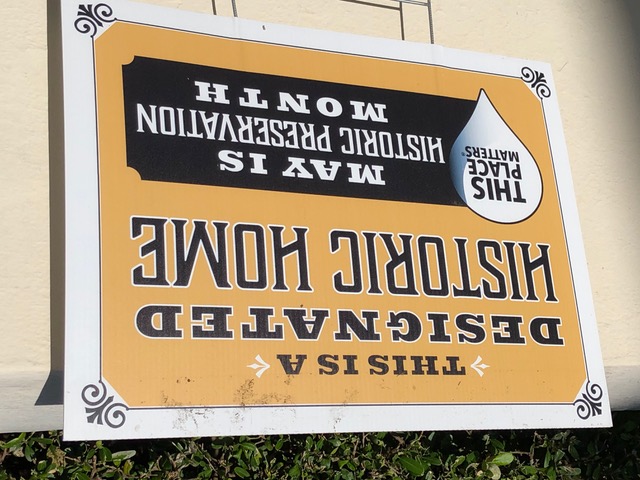 THIS IS A
DESIGNATED
HISTORIC HOME
THIS
PLACE
MATTERS
MAY IS
HISTORIC PRESERVATION
MONTH